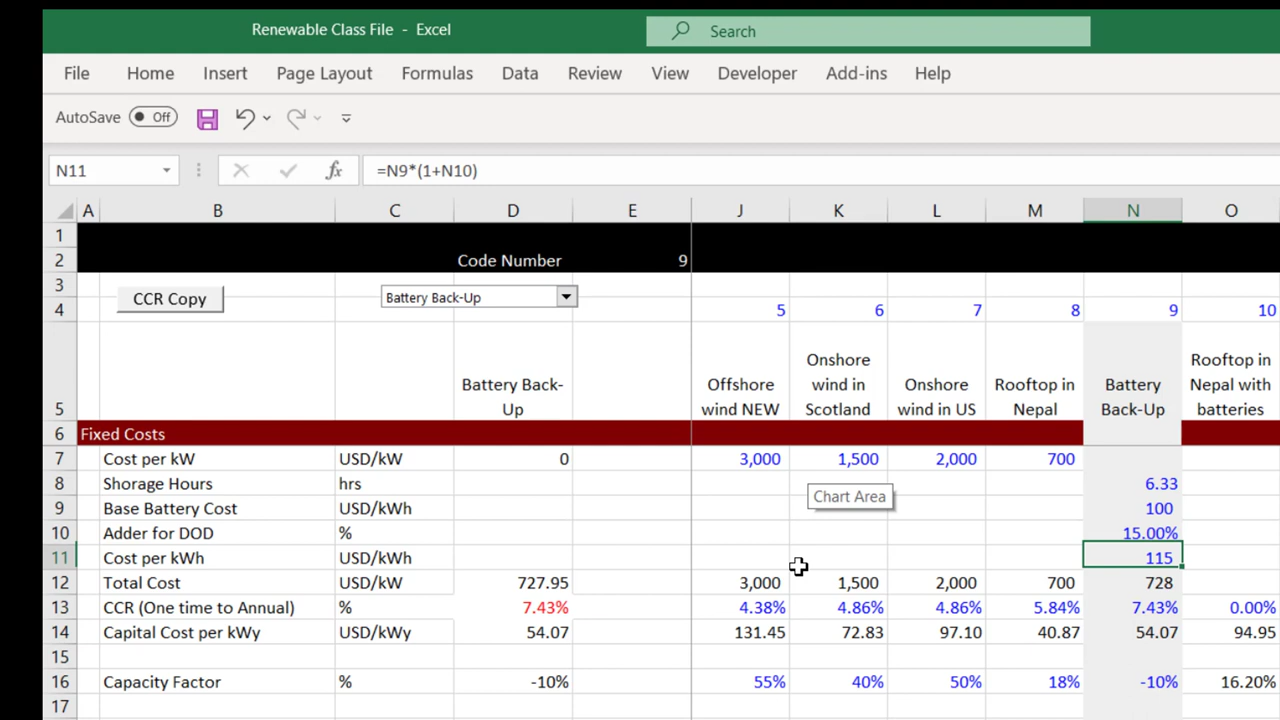 Renewable Class File - Excel
Search
File Home Insert Page Layout Formulas Data Review View Developer Add-ins Help
AutoSave Off
N11 fx =N9*(1+N10)
A B C D E J K L M N O
1
2 Code Number 9
3
CCR Copy Battery Back-Up
4 5 6 7 8 9 10
Onshore Rooftop in
Battery Back- Offshore wind in Onshore Rooftop in Battery Nepal with
5 Up wind NEW Scotland wind in US Nepal Back-Up batteries
6 Fixed Costs
7 Cost per kW USD/kW 0 3,000 1,500 2,000 700
8 Shorage Hours hrs 6.33
Chart Area
9 Base Battery Cost USD/kWh 100
10 Adder for DOD % 15.00%
11 Cost per kWh USD/kWh 115
12 Total Cost USD/kW 727.95 3,000 1,500 2,000 700 728
13 CCR (One time to Annual) % 7.43% 4.38% 4.86% 4.86% 5.84% 7.43% 0.00%
14 Capital Cost per kWy USD/kWy 54.07 131.45 72.83 97.10 40.87 54.07 94.95
15
16 Capacity Factor % -10% 55% 40% 50% 18% -10% 16.20%
17